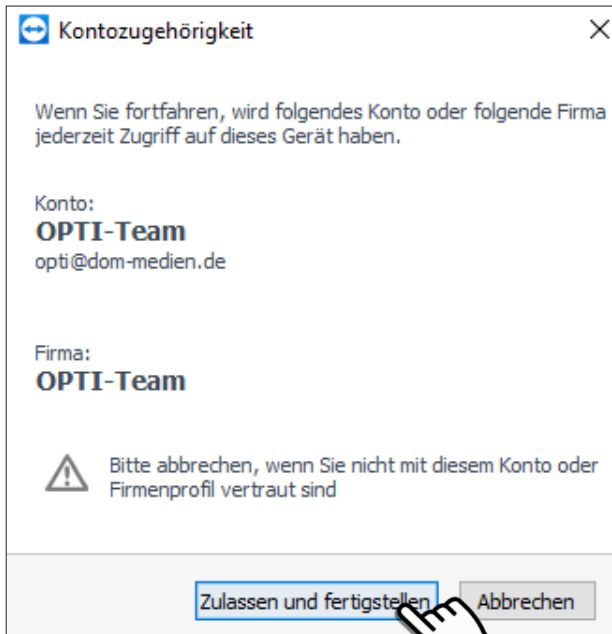 Kontozugehörigkeit
Wenn Sie fortfahren, wird folgendes Konto oder folgende Firma
jederzeit Zugriff auf dieses Gerät haben.
Konto:
OPTI-Team
opti@dom-medien.de
Firma:
OPTI-Team
Bitte abbrechen, wenn Sie nicht mit diesem Konto oder
Firmenprofil vertraut sind
Zulassen und fertigstellen
Abbrechen